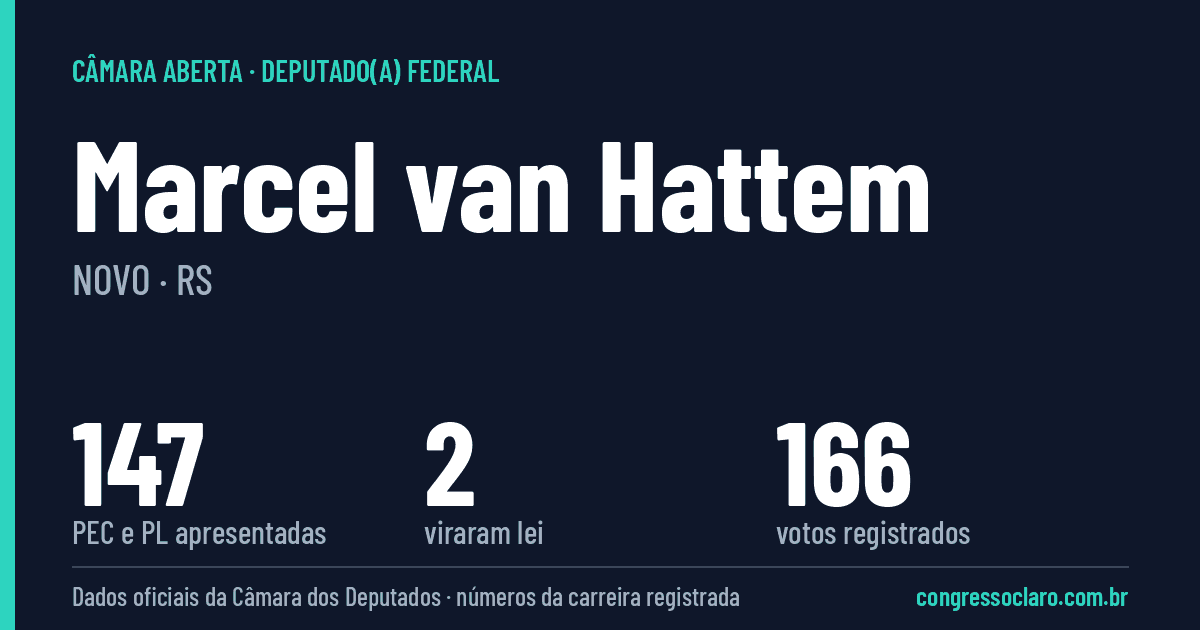 CÂMARA ABERTA · DEPUTADO(A) FEDERAL
Marcel van Hattem
NOVO · RS
147 2 166
PEC e PL apresentadas viraram lei votos registrados
Dados oficiais da Câmara dos Deputados · números da carreira registrada congressoclaro.com.br